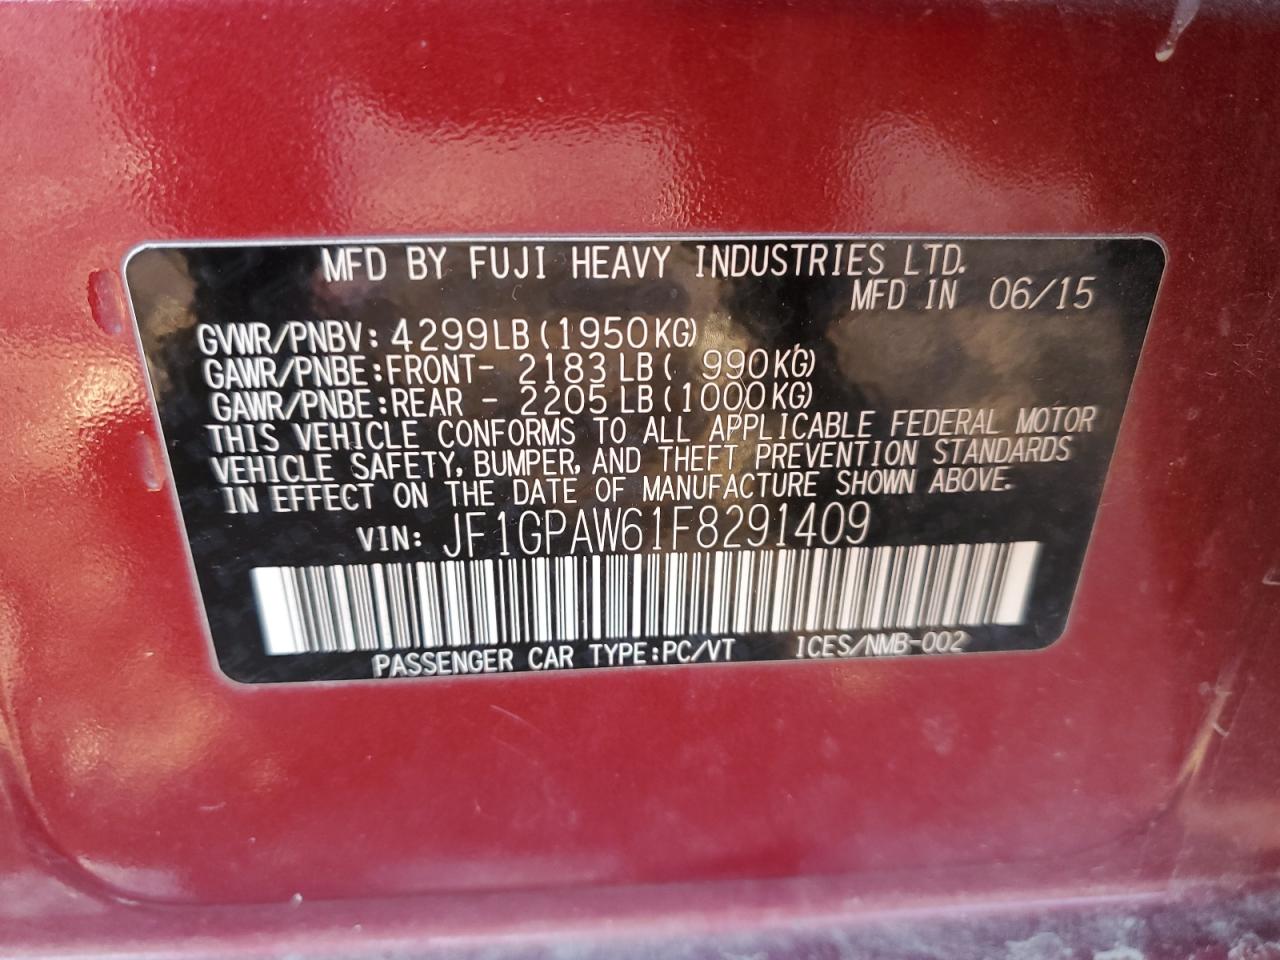 MFD BY FUJI HEAVY INDUSTRIES LTD.
MFD IN 06/15
GVWR/PNBV: 4299LB (1950KG)
GAWR/PNBE:FRONT- 2183LB ( 990KG)
GAWR/PNBE:REAR - 2205LB (1000KG)
THIS VEHICLE CONFORMS TO ALL APPLICABLE FEDERAL MOTOR
VEHICLE SAFETY, BUMPER, AND THEFT PREVENTION STANDARDS
IN EFFECT ON THE DATE OF MANUFACTURE SHOWN ABOVE.
VIN: JF1GPAW61F8291409
PASSENGER CAR TYPE:PC/VT ICES/NMB-002